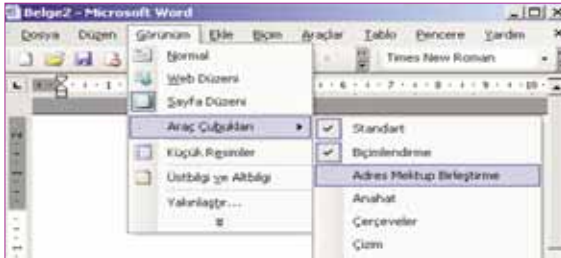 Belge2 - Microsoft Word
Dosya Düzen Görünüm Ekle Biçim Araçlar Tablo Pencere Yardım
Times New Roman
Normal
Web Düzeni
Sayfa Düzeni
Araç Çubukları
Küçük Resimler
Üstbilgi ve Altbilgi
Yakınlaştır...
Standart
Biçimlendirme
Adres Mektup Birleştirme
Anahat
Çerçeveler
Çizim